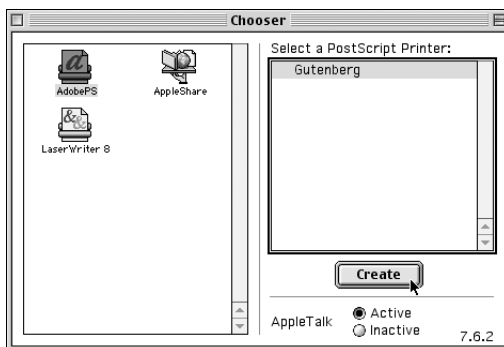 Chooser
AdobePS
AppleShare
LaserWriter 8
Select a PostScript Printer:
Gutenberg
Create
AppleTalk
Active
Inactive
7.6.2